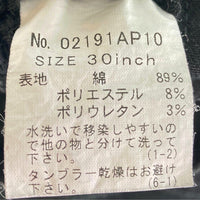 No. 02191AP10
SIZE 30inch
表地 綿 89%
ポリエステル 8%
ポリウレタン 3%
水洗いで移染しやすいの
で他の物と分けて洗って
下さい。 (1-2)
タンブラー乾燥はお避け
下さい。 (6-1)